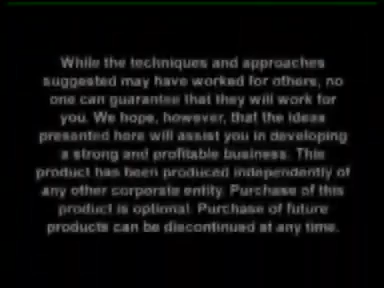 While the techniques and approaches
suggested may have worked for others, no
one can guarantee that they will work for
you. We hope, however, that the ideas
presented here will assist you in developing
a strong and profitable business. This
product has been produced independently of
any other corporate entity. Purchase of this
product is optional. Purchase of future
products can be discontinued at any time.